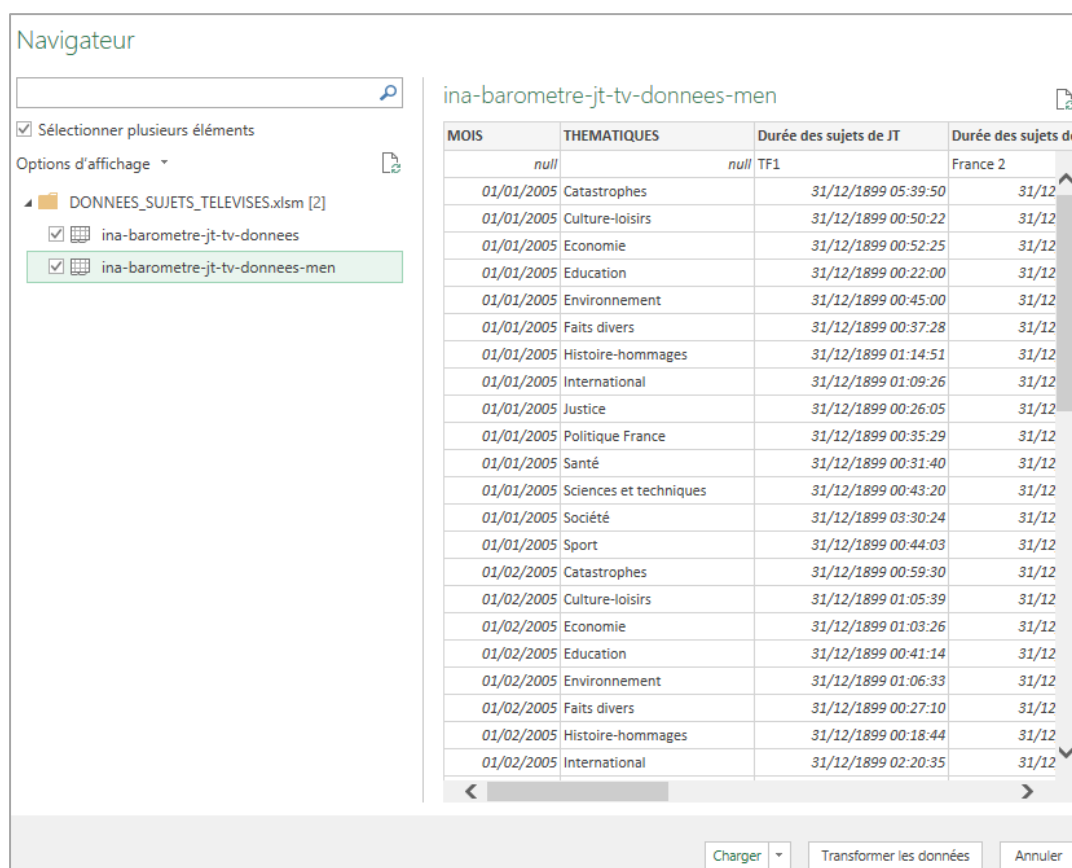 Navigateur
Sélectionner plusieurs éléments
Options d'affichage
DONNEES_SUJETS_TELEVISES.xlsm [2]
ina-barometre-jt-tv-donnees
ina-barometre-jt-tv-donnees-men
ina-barometre-jt-tv-donnees-men
MOIS THEMATIQUES Durée des sujets de JT Durée des sujets de
null null TF1 France 2
01/01/2005 Catastrophes 31/12/1899 05:39:50 31/12
01/01/2005 Culture-loisirs 31/12/1899 00:50:22 31/12
01/01/2005 Economie 31/12/1899 00:52:25 31/12
01/01/2005 Education 31/12/1899 00:22:00 31/12
01/01/2005 Environnement 31/12/1899 00:45:00 31/12
01/01/2005 Faits divers 31/12/1899 00:37:28 31/12
01/01/2005 Histoire-hommages 31/12/1899 01:14:51 31/12
01/01/2005 International 31/12/1899 01:09:26 31/12
01/01/2005 Justice 31/12/1899 00:26:05 31/12
01/01/2005 Politique France 31/12/1899 00:35:29 31/12
01/01/2005 Santé 31/12/1899 00:31:40 31/12
01/01/2005 Sciences et techniques 31/12/1899 00:43:20 31/12
01/01/2005 Société 31/12/1899 03:30:24 31/12
01/01/2005 Sport 31/12/1899 00:44:03 31/12
01/02/2005 Catastrophes 31/12/1899 00:59:30 31/12
01/02/2005 Culture-loisirs 31/12/1899 01:05:39 31/12
01/02/2005 Economie 31/12/1899 01:03:26 31/12
01/02/2005 Education 31/12/1899 00:41:14 31/12
01/02/2005 Environnement 31/12/1899 01:06:33 31/12
01/02/2005 Faits divers 31/12/1899 00:27:10 31/12
01/02/2005 Histoire-hommages 31/12/1899 00:18:44 31/12
01/02/2005 International 31/12/1899 02:20:35 31/12
Charger Transformer les données Annuler